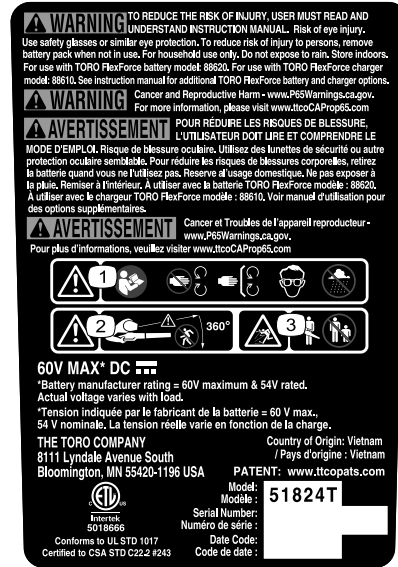 WARNING TO REDUCE THE RISK OF INJURY, USER MUST READ AND
UNDERSTAND INSTRUCTION MANUAL. Risk of eye injury.
Use safety glasses or similar eye protection. To reduce risk of injury to persons, remove
battery pack when not in use. For household use only. Do not expose to rain. Store indoors.
For use with TORO FlexForce battery model: 88620. For use with TORO FlexForce charger
model: 88610. See instruction manual for additional TORO FlexForce battery and charger options.
WARNING Cancer and Reproductive Harm - www.P65Warnings.ca.gov.
For more information, please visit www.ttcoCAProp65.com
AVERTISSEMENT POUR RÉDUIRE LES RISQUES DE BLESSURE,
L'UTILISATEUR DOIT LIRE ET COMPRENDRE LE
MODE D'EMPLOI. Risque de blessure oculaire. Utilisez des lunettes de sécurité ou autre
protection oculaire semblable. Pour réduire les risques de blessures corporelles, retirez
la batterie quand vous ne l'utilisez pas. Reserve al'usage domestique. Ne pas exposer à
la pluie. Remiser à l'intérieur. À utiliser avec la batterie TORO FlexForce modèle : 88620.
À utiliser avec le chargeur TORO FlexForce modèle : 88610. Voir manuel d'utilisation pour
des options supplémentaires.
AVERTISSEMENT Cancer et Troubles de l'appareil reproducteur -
www.P65Warnings.ca.gov.
Pour plus d'informations, veuillez visiter www.ttcoCAProp65.com
1
2
360°
3
60V MAX* DC
*Battery manufacturer rating = 60V maximum & 54V rated.
Actual voltage varies with load.
*Tension indiquée par le fabricant de la batterie = 60 V max.,
54 V nominale. La tension réelle varie en fonction de la charge.
THE TORO COMPANY
8111 Lyndale Avenue South
Bloomington, MN 55420-1196 USA
Country of Origin: Vietnam
/ Pays d'origine : Vietnam
PATENT: www.ttcopats.com
C ETL US
Intertek
5018666
Conforms to UL STD 1017
Certified to CSA STD C22.2 #243
Model:
Modèle :
51824T
Serial Number:
Numéro de série :
Date Code:
Code de date :